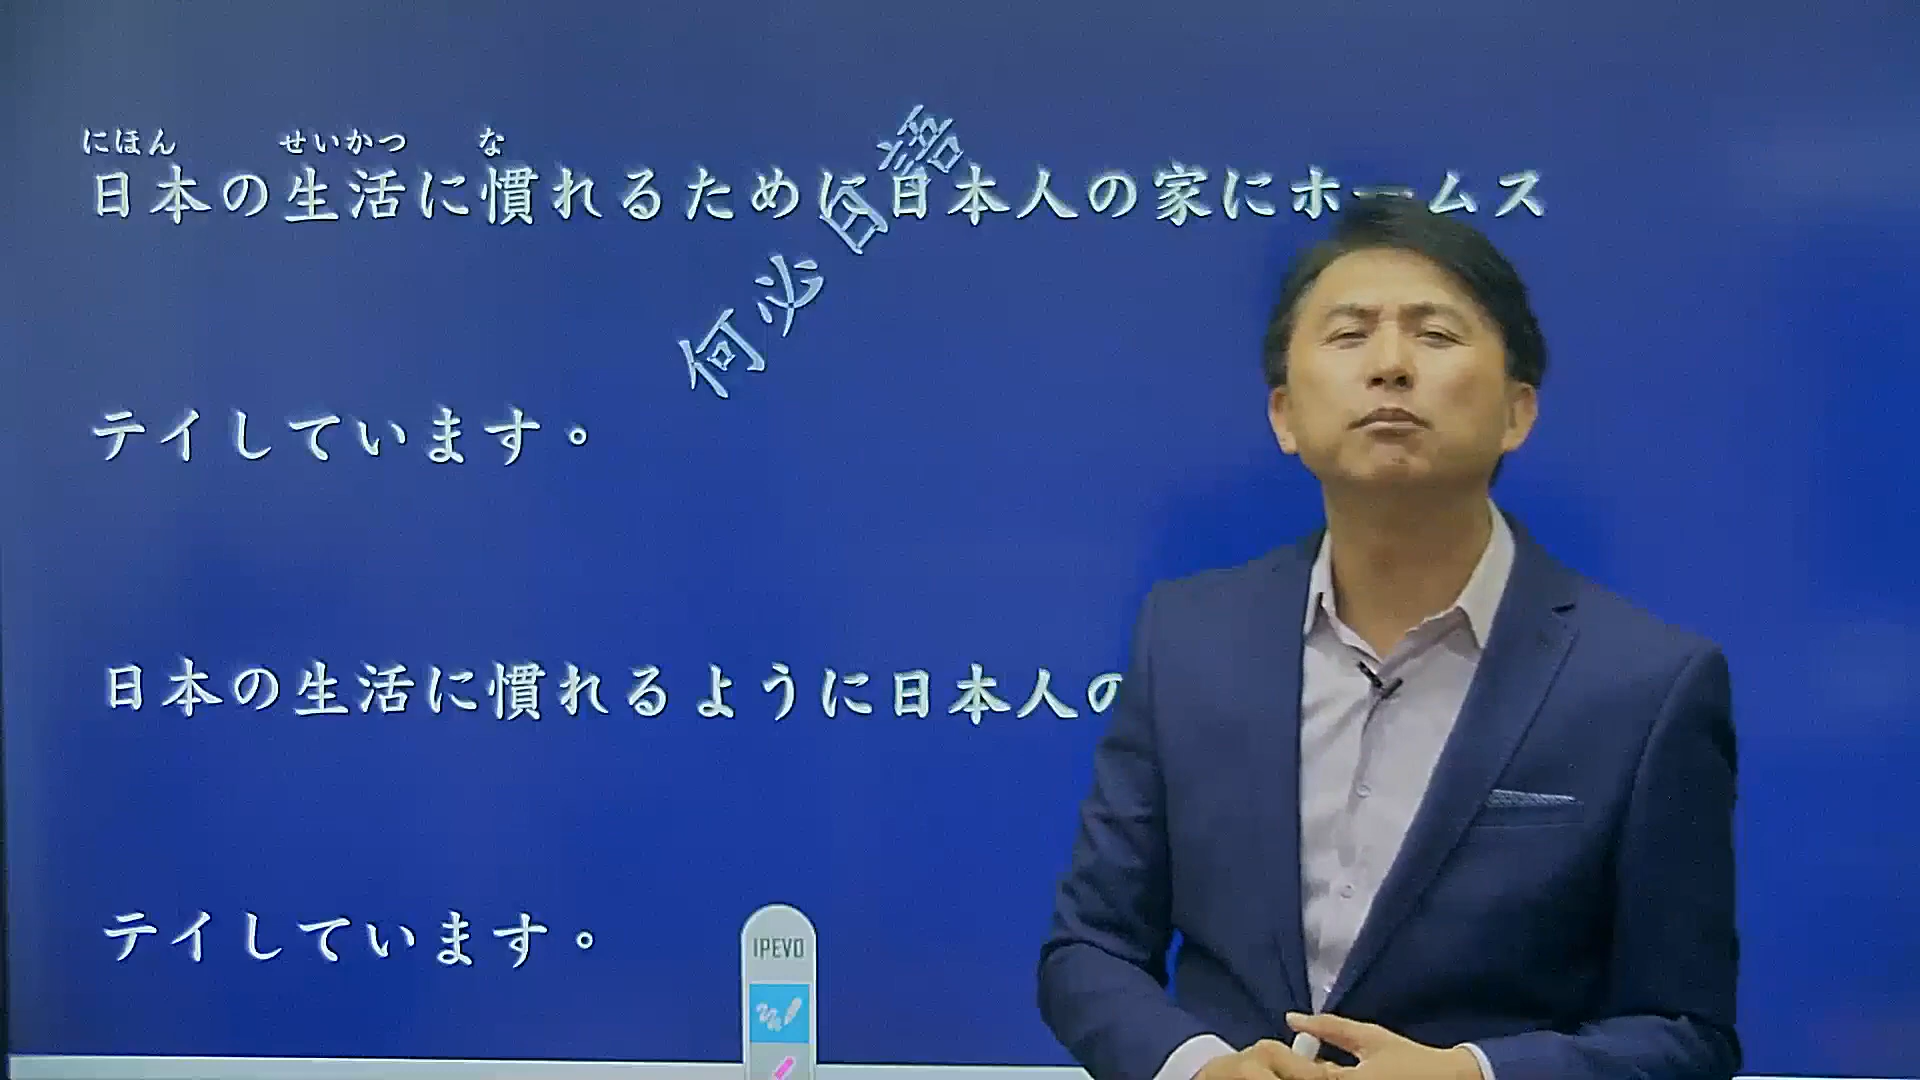 にほん せいかつ な
日本の生活に慣れるために日本人の家にホームス
テイしています。
何必日語
日本の生活に慣れるように日本人の
テイしています。
IPEVO